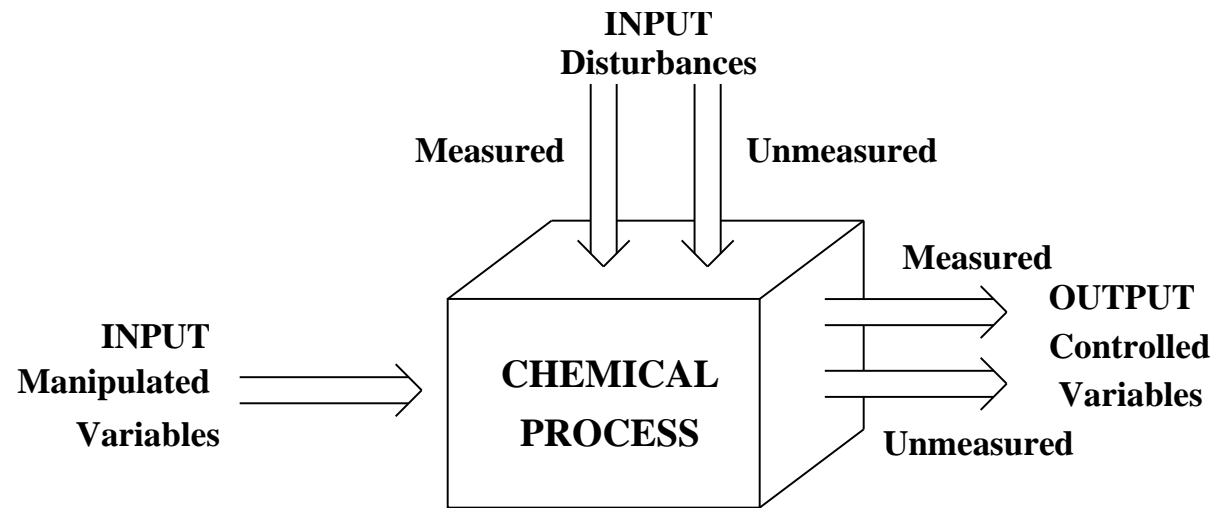 INPUT
Disturbances
Measured
Unmeasured
INPUT
Manipulated
Variables
CHEMICAL
PROCESS
Measured
OUTPUT
Controlled
Variables
Unmeasured